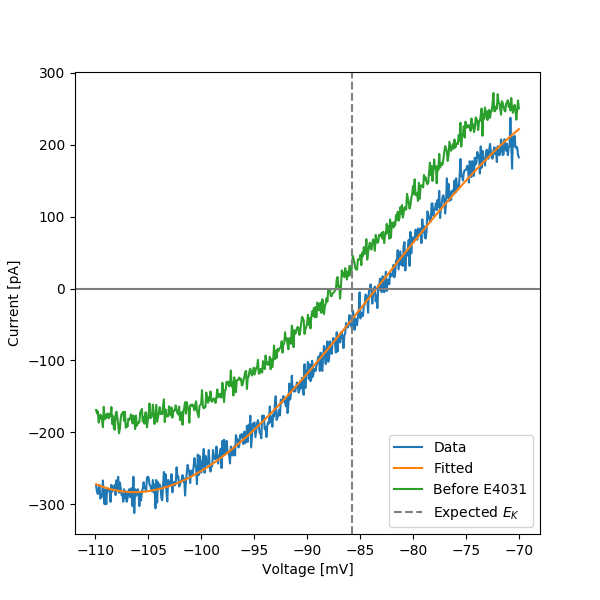 300
200
100
0
−100
−200
−300
Current [pA]
−110
−105
−100
−95
−90
−85
−80
−75
−70
Voltage [mV]
Data
Fitted
Before E4031
Expected E_K